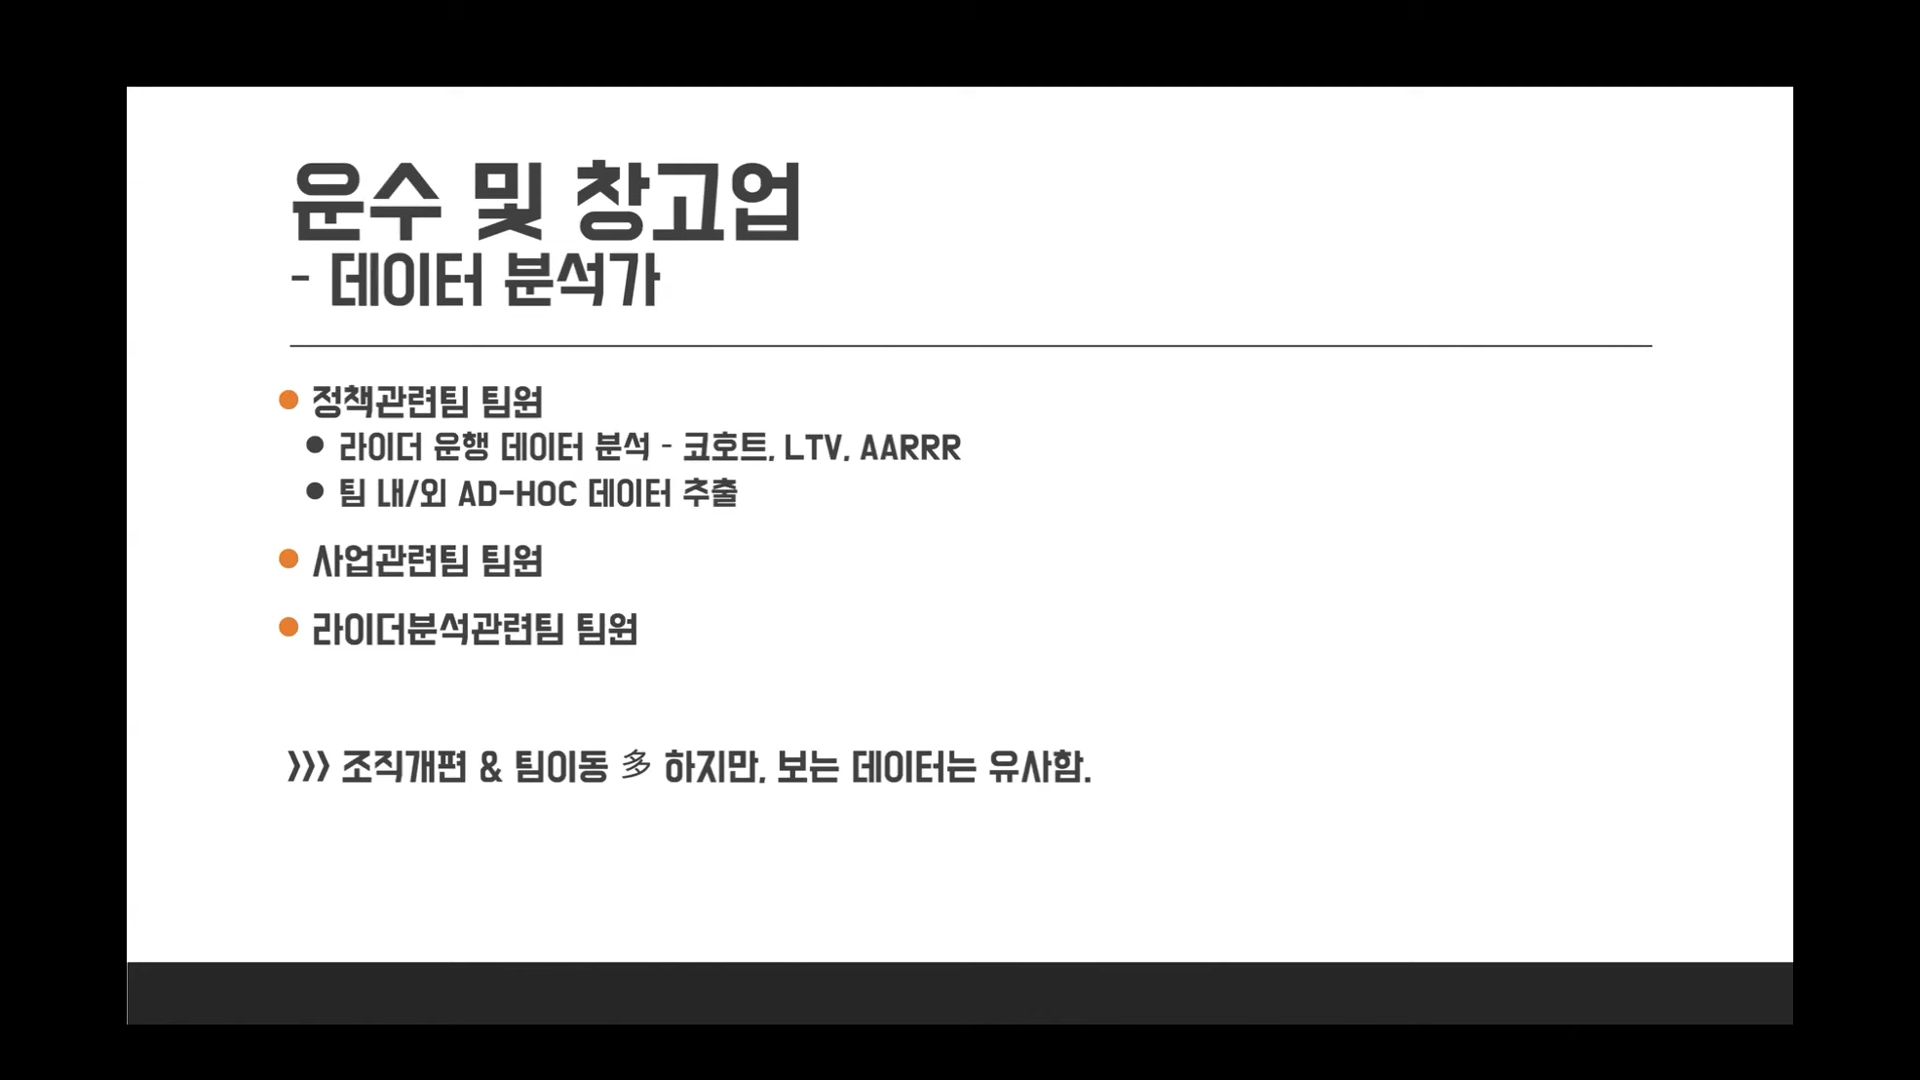 운수 및 창고업
- 데이터 분석가
● 정책관련팀 팀원
● 라이더 운행 데이터 분석 - 코호트, LTV, AARRR
● 팀 내/외 AD-HOC 데이터 추출
● 사업관련팀 팀원
● 라이더분석관련팀 팀원
>>> 조직개편 & 팀이동 多 하지만, 보는 데이터는 유사함.